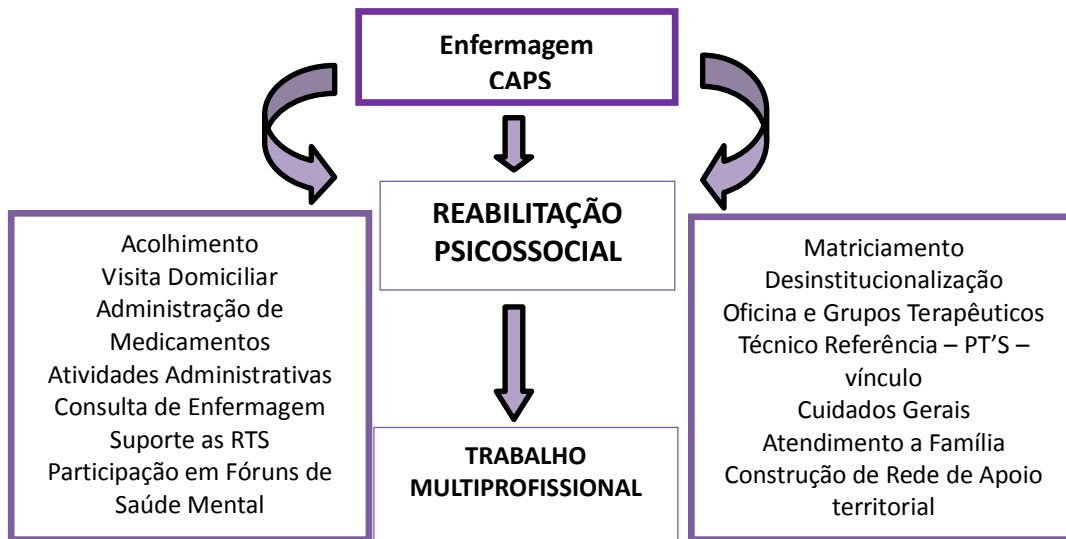 Enfermagem
CAPS
REABILITAÇÃO
PSICOSSOCIAL
Acolhimento
Visita Domiciliar
Administração de
Medicamentos
Atividades Administrativas
Consulta de Enfermagem
Suporte as RTS
Participação em Fóruns de
Saúde Mental
Matriciamento
Desinstitucionalização
Oficina e Grupos Terapêuticos
Técnico Referência – PT’S –
vínculo
Cuidados Gerais
Atendimento a Família
Construção de Rede de Apoio
territorial
TRABALHO
MULTIPROFISSIONAL